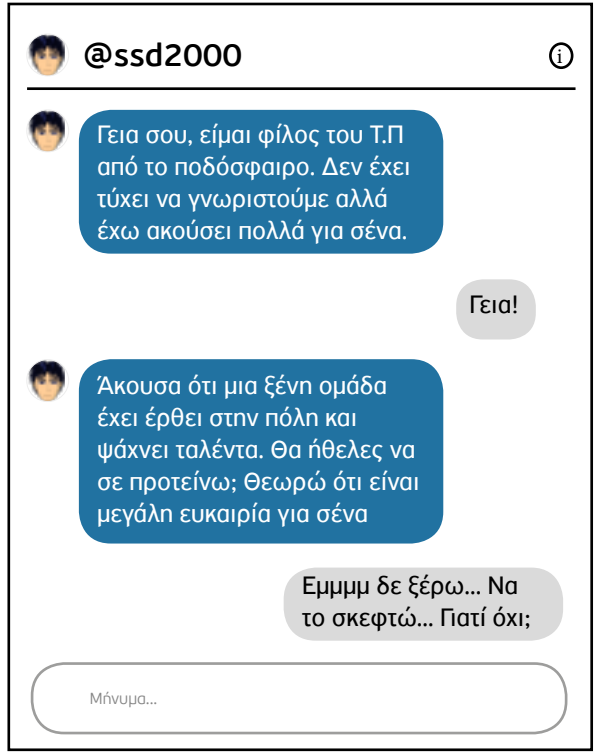 @ssd2000
Γεια σου, είμαι φίλος του Τ.Π
από το ποδόσφαιρο. Δεν έχει
τύχει να γνωριστούμε αλλά
έχω ακούσει πολλά για σένα.
Γεια!
Άκουσα ότι μια ξένη ομάδα
έχει έρθει στην πόλη και
ψάχνει ταλέντα. Θα ήθελες να
σε προτείνω; Θεωρώ ότι είναι
μεγάλη ευκαιρία για σένα
Εμμμμ δε ξέρω... Να
το σκεφτώ... Γιατί όχι;
Μήνυμα...